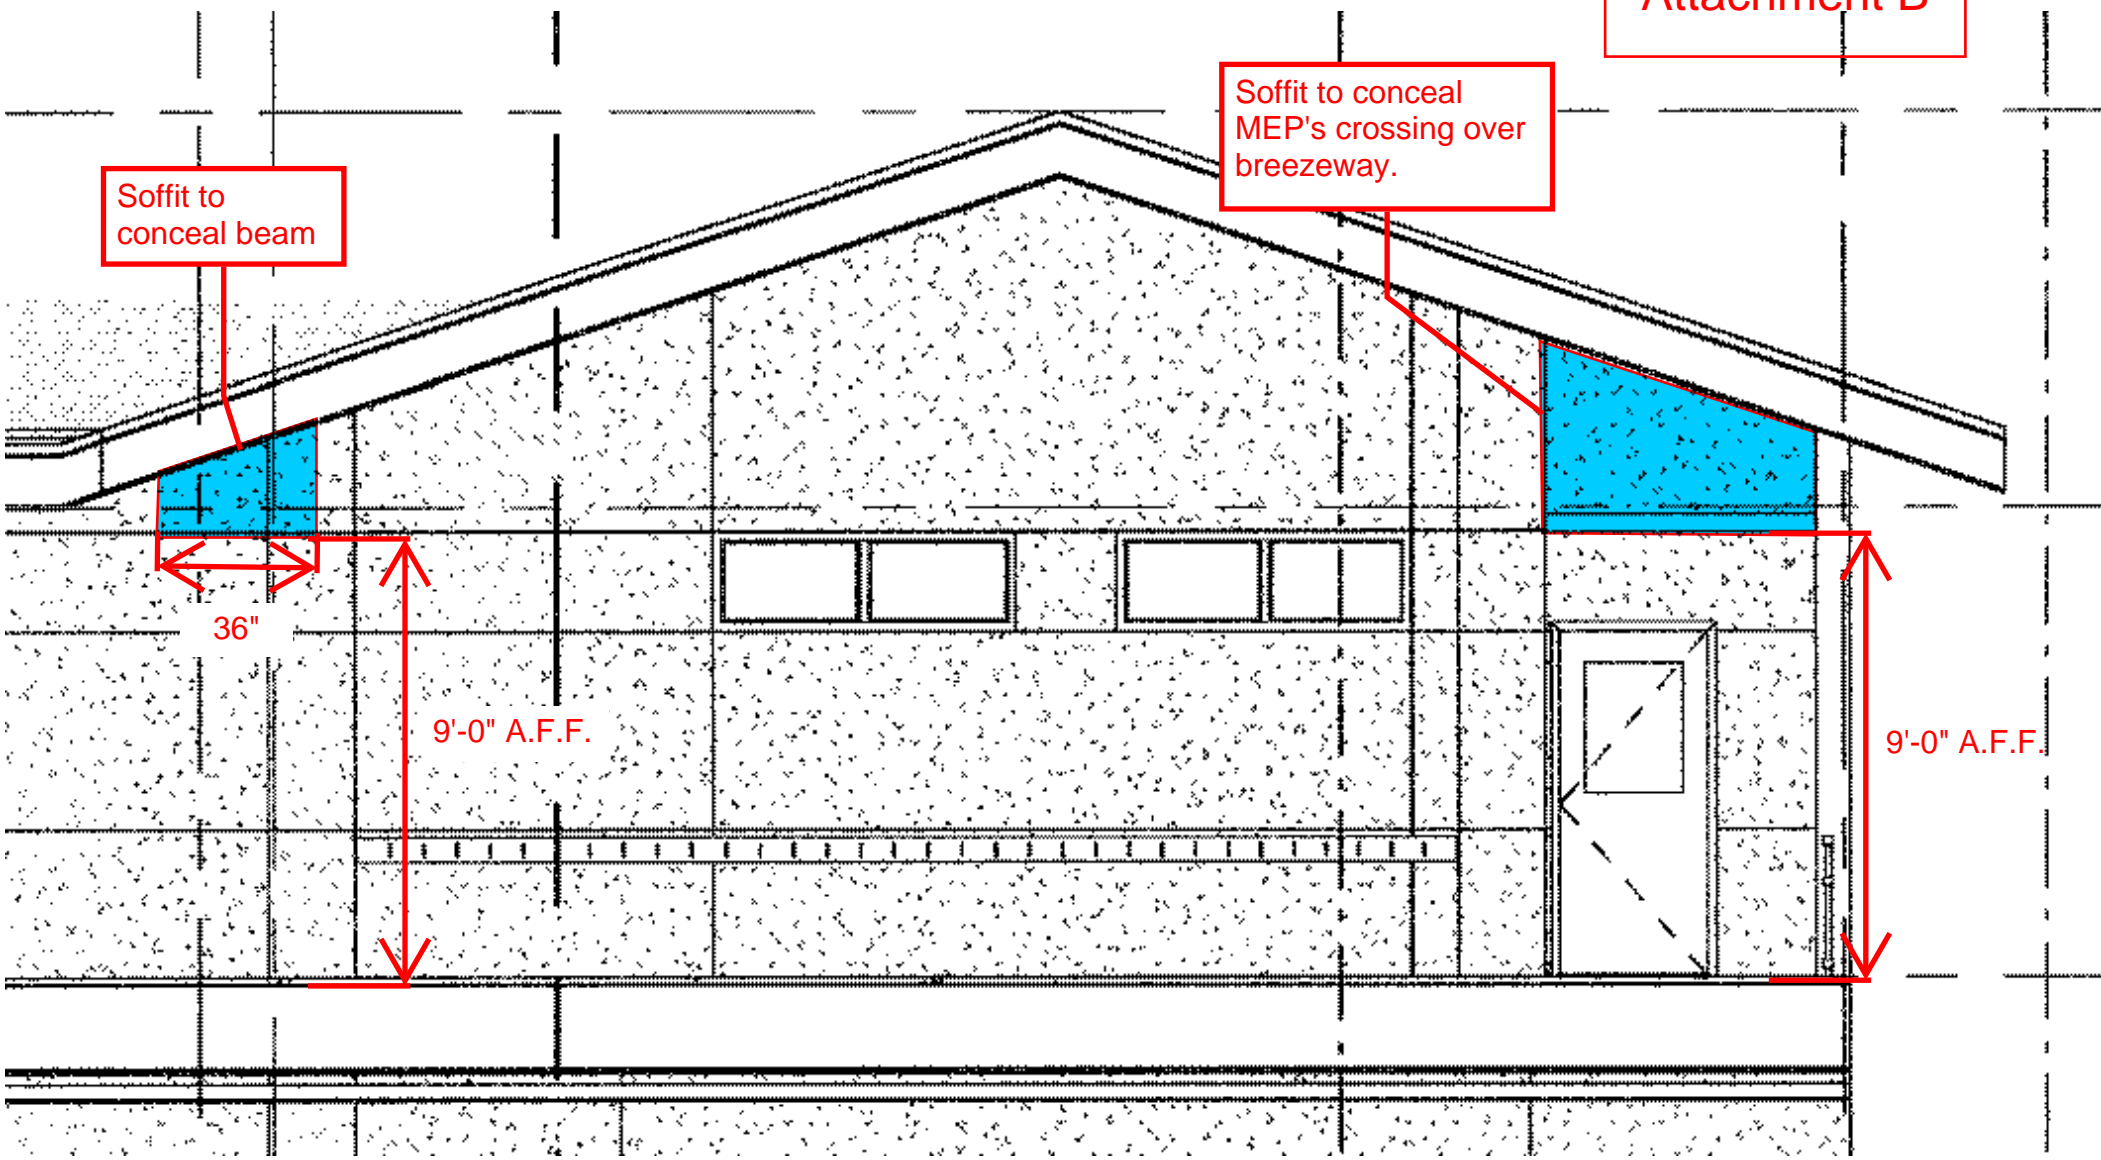 Attachment B
Soffit to conceal
MEP's crossing over
breezeway.
Soffit to
conceal beam
36"
9'-0" A.F.F.
9'-0" A.F.F.